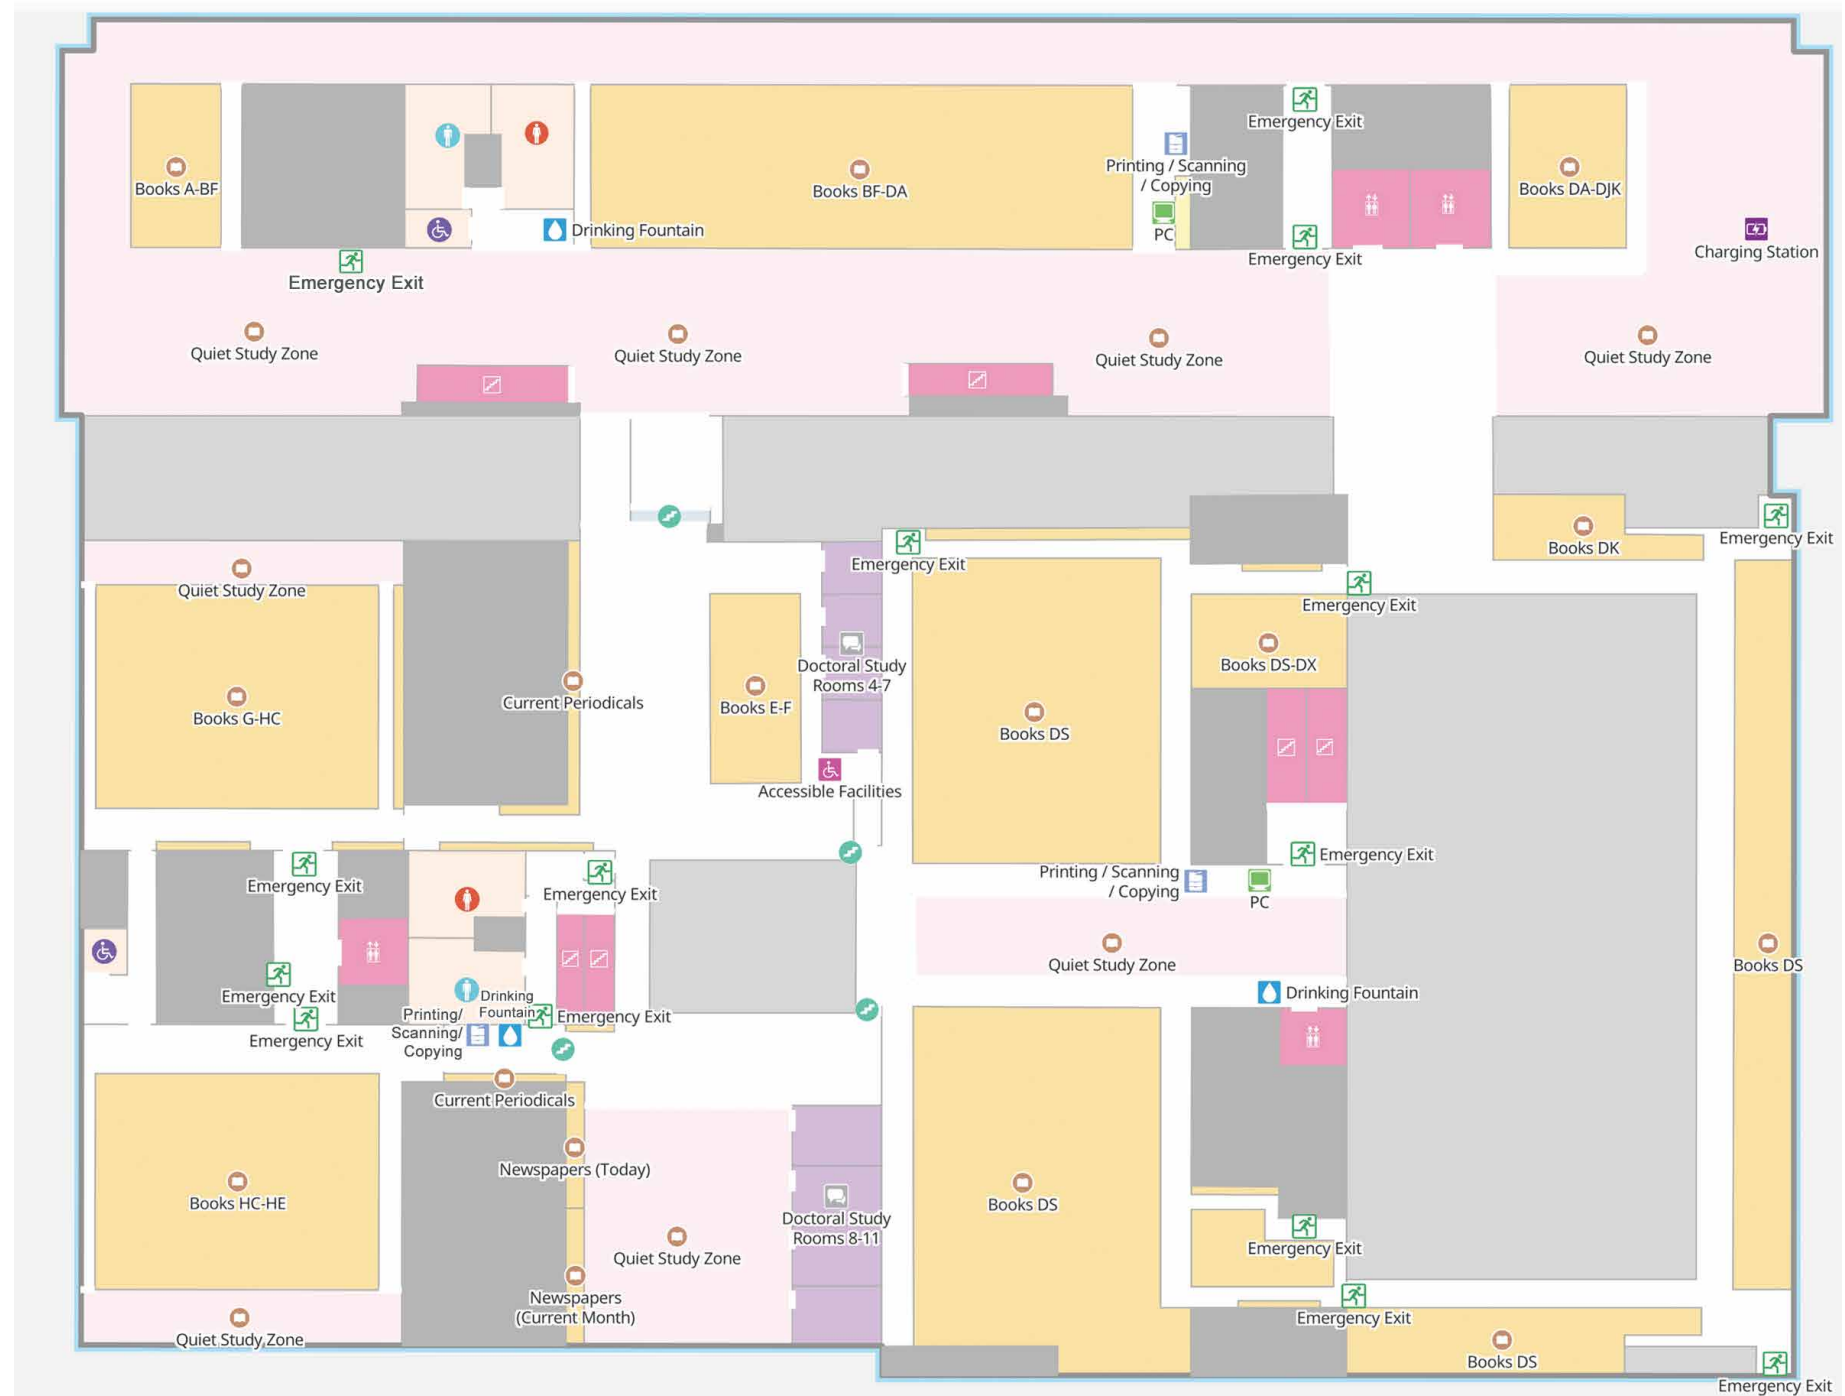 Emergency Exit
Printing / Scanning
/ Copying
Books A-BF
Books BF-DA
Books DA-DJK
Drinking Fountain
PC
Emergency Exit
Charging Station
Emergency Exit
Quiet Study Zone
Quiet Study Zone
Quiet Study Zone
Quiet Study Zone
Emergency Exit
Books DK
Emergency Exit
Quiet Study Zone
Emergency Exit
Doctoral Study
Rooms 4-7
Books DS-DX
Current Periodicals
Books E-F
Books G-HC
Books DS
Accessible Facilities
Emergency Exit
Printing / Scanning
/ Copying
Emergency Exit
Emergency Exit
PC
Quiet Study Zone
Books DS
Emergency Exit
Drinking
Fountain
Drinking Fountain
Printing/
Scanning/
Copying
Emergency Exit
Emergency Exit
Current Periodicals
Newspapers (Today)
Books HC-HE
Books DS
Doctoral Study
Rooms 8-11
Quiet Study Zone
Emergency Exit
Newspapers
(Current Month)
Emergency Exit
Quiet Study Zone
Books DS
Emergency Exit